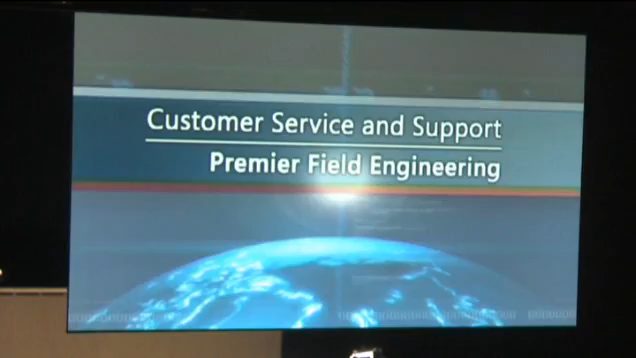 Customer Service and Support
Premier Field Engineering